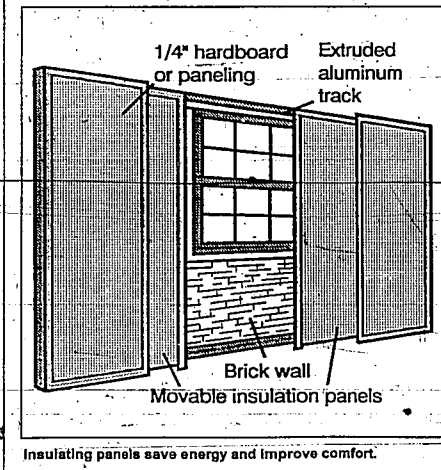 1/4" hardboard
or paneling
Extruded
aluminum
track
Brick wall
Movable insulation panels
Insulating panels save energy and improve comfort.